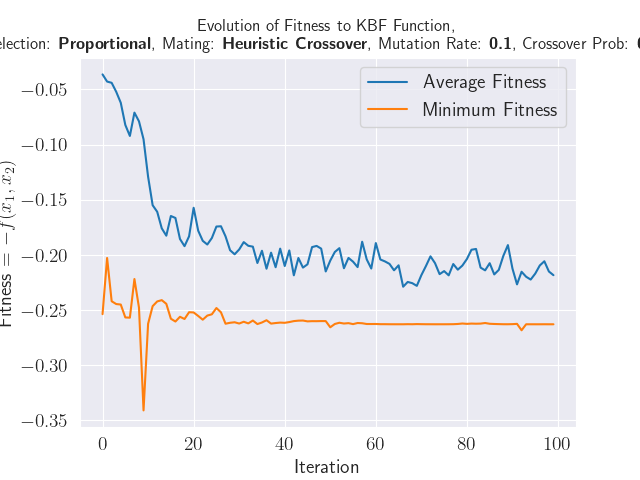 Evolution of Fitness to KBF Function,
election: Proportional, Mating: Heuristic Crossover, Mutation Rate: 0.1, Crossover Prob:
Average Fitness
Minimum Fitness
−0.05
−0.10
−0.15
−0.20
−0.25
−0.30
−0.35
Fitness = −f(x₁, x₂)
0
20
40
60
80
100
Iteration